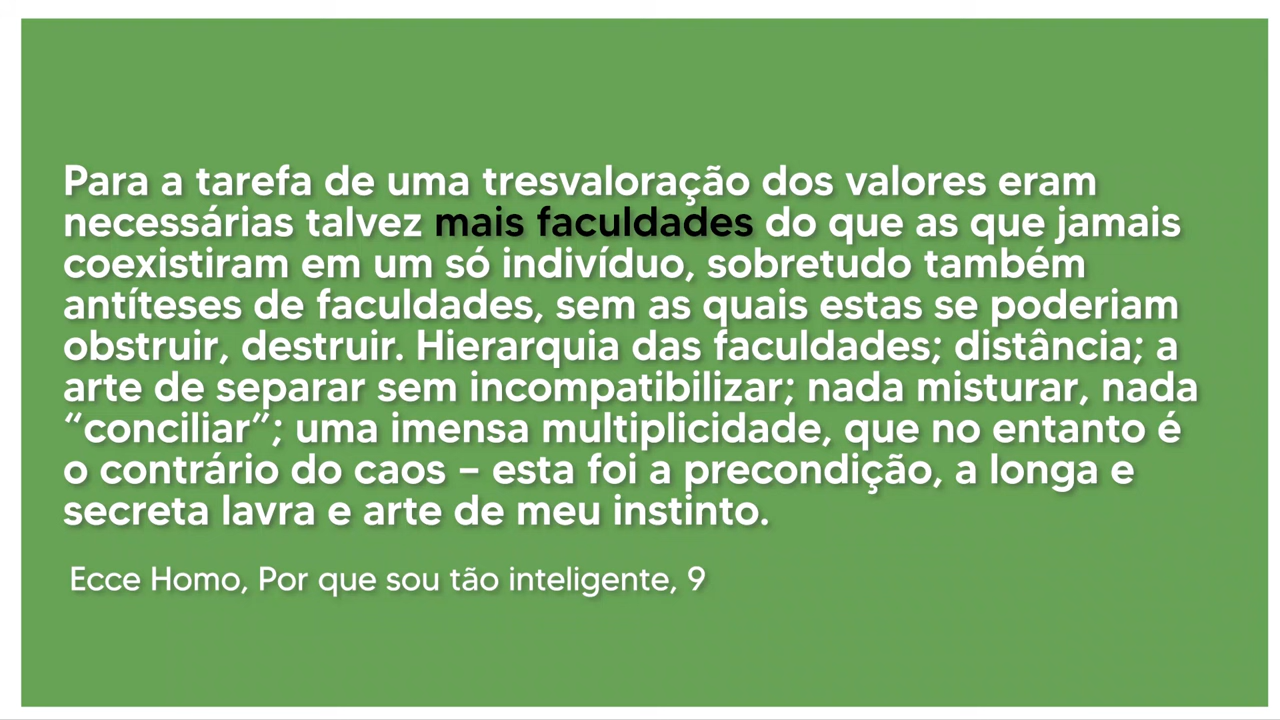 Para a tarefa de uma tresvaloração dos valores eram
necessárias talvez mais faculdades do que as que jamais
coexistiram em um só indivíduo, sobretudo também
antíteses de faculdades, sem as quais estas se poderiam
obstruir, destruir. Hierarquia das faculdades; distância; a
arte de separar sem incompatibilizar; nada misturar, nada
“conciliar”; uma imensa multiplicidade, que no entanto é
o contrário do caos – esta foi a precondição, a longa e
secreta lavra e arte de meu instinto.
Ecce Homo, Por que sou tão inteligente, 9